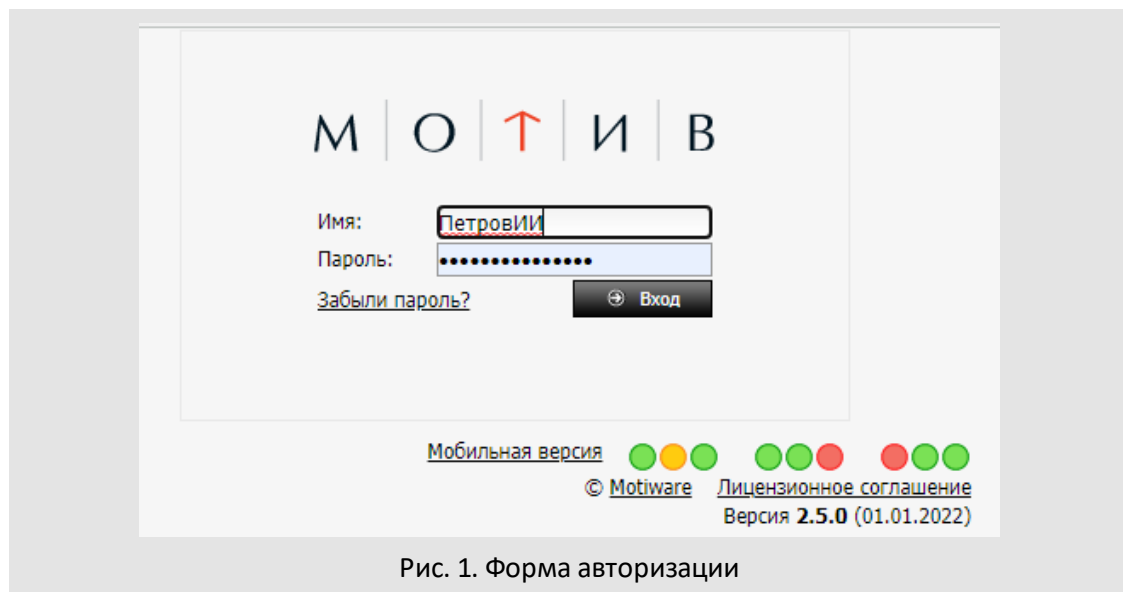 МОТИВ
Имя: ПетровИИ
Пароль: •••••••••••••••
Забыли пароль? Вход
Мобильная версия
© Motiware Лицензионное соглашение
Версия 2.5.0 (01.01.2022)
Рис. 1. Форма авторизации